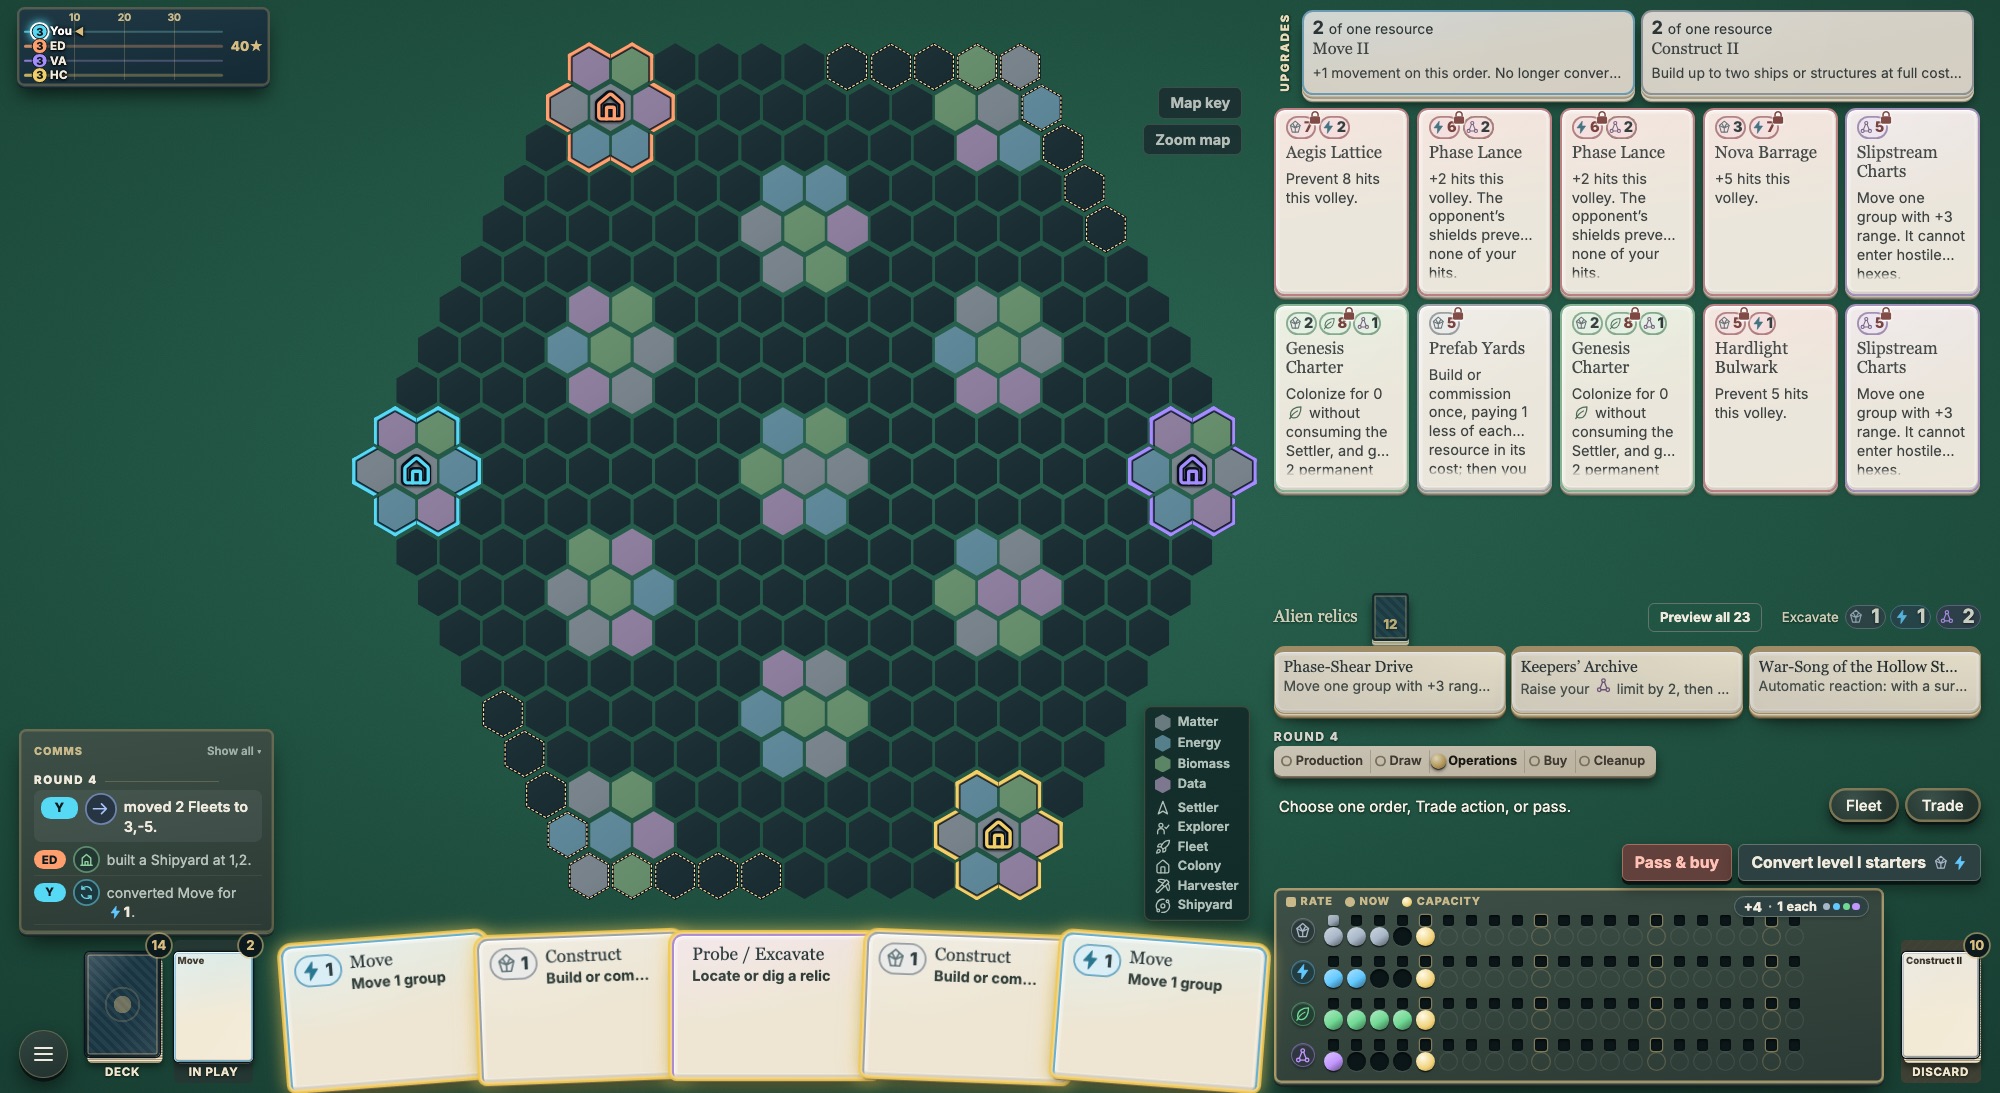 10 20 30
3 You
3 ED
3 VA
3 HC
40★
Map key
Zoom map
UPGRADES
2 of one resource
Move II
+1 movement on this order. No longer conver...
2 of one resource
Construct II
Build up to two ships or structures at full cost...
7 2
Aegis Lattice
Prevent 8 hits
this volley.
6 2
Phase Lance
+2 hits this
volley. The
opponent's
shields preve...
none of your
hits.
6 2
Phase Lance
+2 hits this
volley. The
opponent's
shields preve...
none of your
hits.
3 7
Nova Barrage
+5 hits this
volley.
5
Slipstream
Charts
Move one
group with +3
range. It cannot
enter hostile...
hexes.
2 8 1
Genesis
Charter
Colonize for 0
without
consuming the
Settler, and g...
2 permanent
5
Prefab Yards
Build or
commission
once, paying 1
less of each...
resource in its
cost; then you
2 8 1
Genesis
Charter
Colonize for 0
without
consuming the
Settler, and g...
2 permanent
5 1
Hardlight
Bulwark
Prevent 5 hits
this volley.
5
Slipstream
Charts
Move one
group with +3
range. It cannot
enter hostile...
hexes.
Alien relics
12
Preview all 23
Excavate 1 1 2
Phase-Shear Drive
Move one group with +3 rang...
Keepers' Archive
Raise your limit by 2, then ...
War-Song of the Hollow St...
Automatic reaction: with a sur...
ROUND 4
Production Draw Operations Buy Cleanup
Choose one order, Trade action, or pass.
Fleet
Trade
Pass & buy
Convert level I starters
Matter
Energy
Biomass
Data
Settler
Explorer
Fleet
Colony
Harvester
Shipyard
COMMS
Show all
ROUND 4
Y moved 2 Fleets to
3,-5.
ED built a Shipyard at 1,2.
Y converted Move for
1.
14
DECK
2
Move
IN PLAY
1 Move
Move 1 group
1 Construct
Build or com...
Probe / Excavate
Locate or dig a relic
1 Construct
Build or com...
1 Move
Move 1 group
RATE NOW CAPACITY
+4 · 1 each
10
Construct II
DISCARD